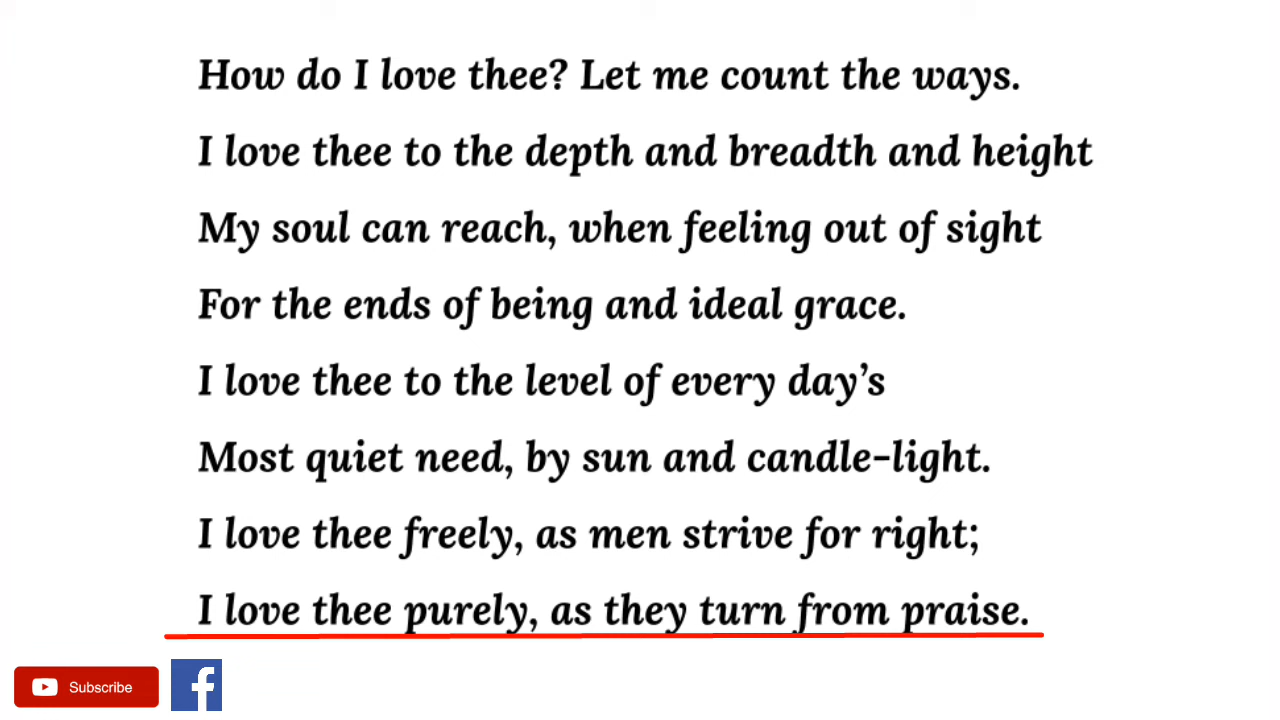 How do I love thee? Let me count the ways.
I love thee to the depth and breadth and height
My soul can reach, when feeling out of sight
For the ends of being and ideal grace.
I love thee to the level of every day’s
Most quiet need, by sun and candle-light.
I love thee freely, as men strive for right;
I love thee purely, as they turn from praise.
Subscribe